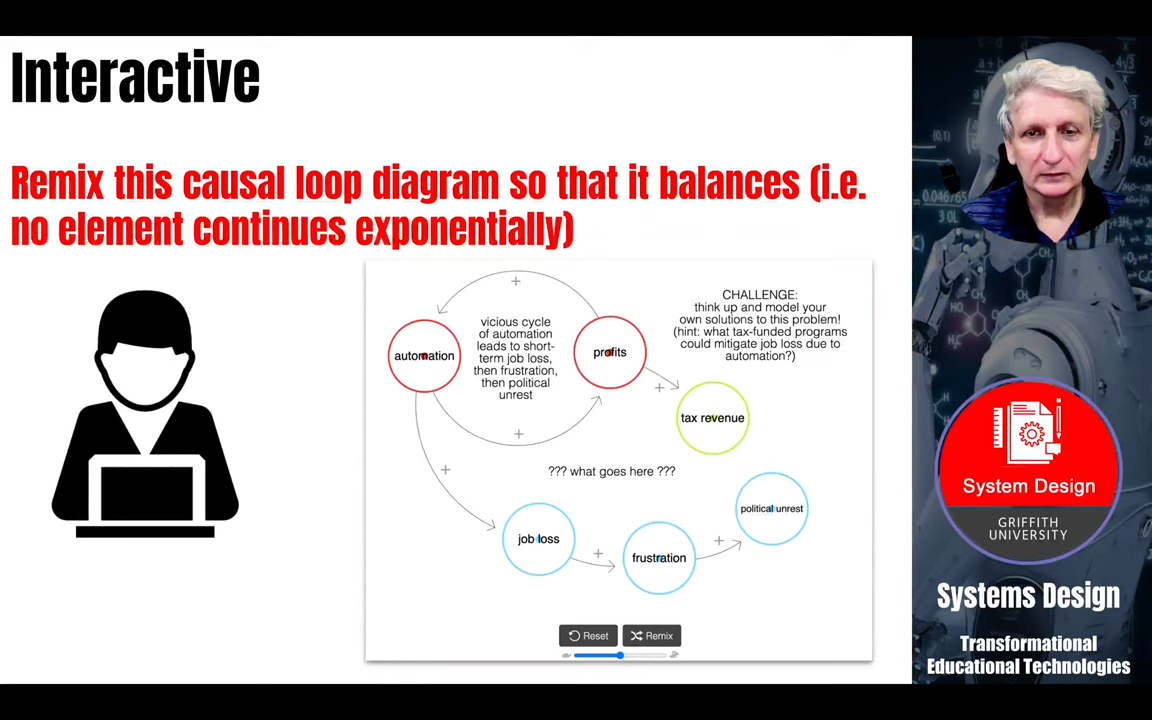 Interactive
Remix this causal loop diagram so that it balances (i.e.
no element continues exponentially)
+
CHALLENGE:
think up and model your
own solutions to this problem!
(hint: what tax-funded programs
could mitigate job loss due to
automation?)
vicious cycle
of automation
leads to short-
term job loss,
then frustration,
then political
unrest
automation
profits
+
tax revenue
+
+
??? what goes here ???
political unrest
job loss
+
frustration
+
Reset
Remix
System Design
GRIFFITH
UNIVERSITY
Systems Design
Transformational
Educational Technologies